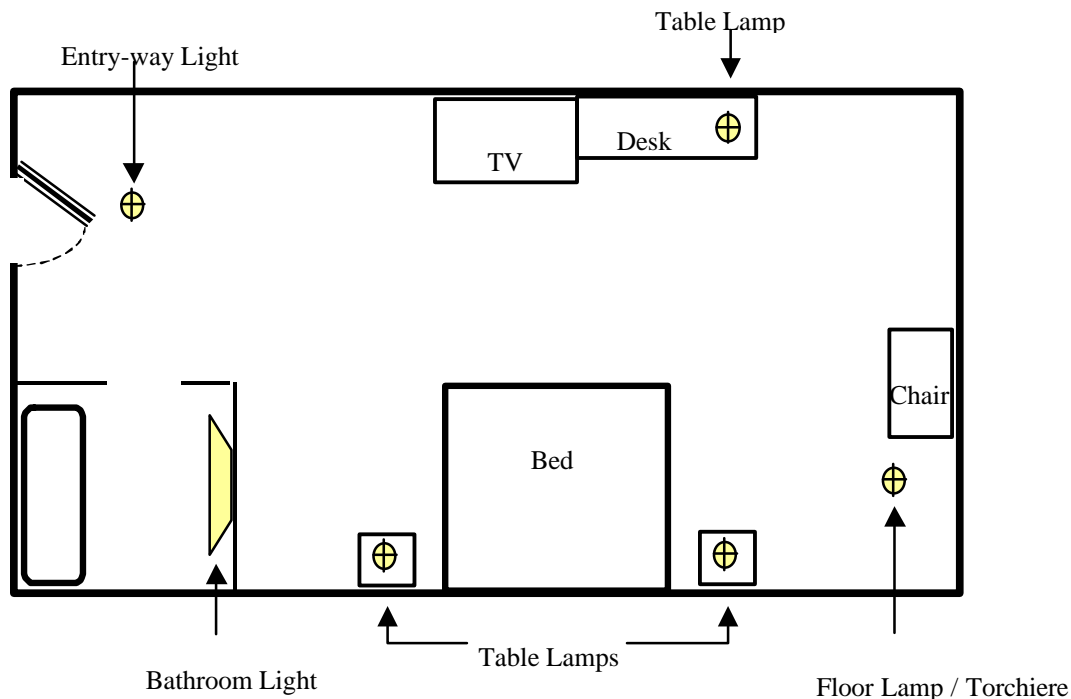 Table Lamp
Entry-way Light
Desk
TV
Chair
Bed
Table Lamps
Bathroom Light
Floor Lamp / Torchiere